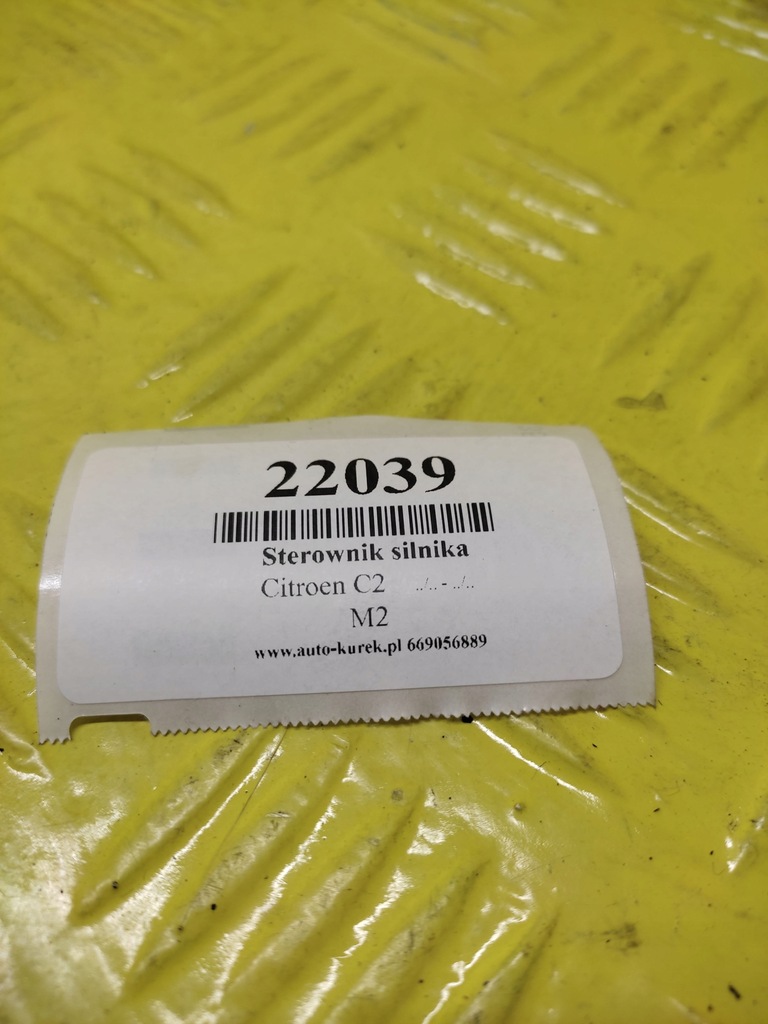 22039
Sterownik silnika
Citroen C2 ../.. - ../..
M2
www.auto-kurek.pl 669056889